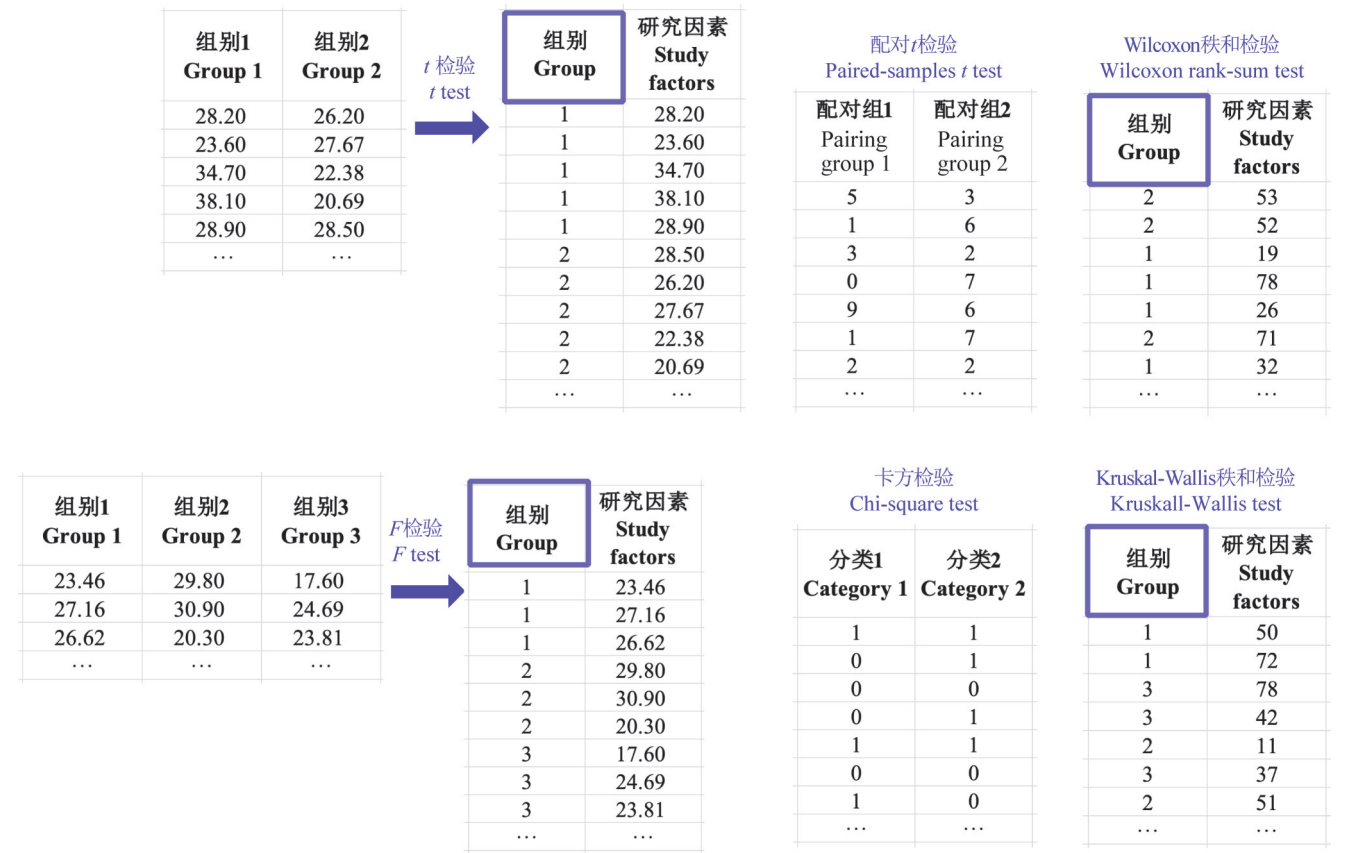 组别1 组别2
Group 1 Group 2
28.20 26.20
23.60 27.67
34.70 22.38
38.10 20.69
28.90 28.50
… …
t 检验
t test
组别 研究因素
Group Study
factors
1 28.20
1 23.60
1 34.70
1 38.10
1 28.90
2 28.50
2 26.20
2 27.67
2 22.38
2 20.69
… …
配对t检验
Paired-samples t test
配对组1 配对组2
Pairing Pairing
group 1 group 2
5 3
1 6
3 2
0 7
9 6
1 7
2 2
… …
Wilcoxon秩和检验
Wilcoxon rank-sum test
组别 研究因素
Group Study
factors
2 53
2 52
1 19
1 78
1 26
2 71
1 32
… …
组别1 组别2 组别3
Group 1 Group 2 Group 3
23.46 29.80 17.60
27.16 30.90 24.69
26.62 20.30 23.81
… … …
F检验
F test
组别 研究因素
Group Study
factors
1 23.46
1 27.16
1 26.62
2 29.80
2 30.90
2 20.30
3 17.60
3 24.69
3 23.81
… …
卡方检验
Chi-square test
分类1 分类2
Category 1 Category 2
1 1
0 1
0 0
0 1
1 1
0 0
1 0
… …
Kruskal-Wallis秩和检验
Kruskall-Wallis test
组别 研究因素
Group Study
factors
1 50
1 72
3 78
3 42
2 11
3 37
2 51
… …